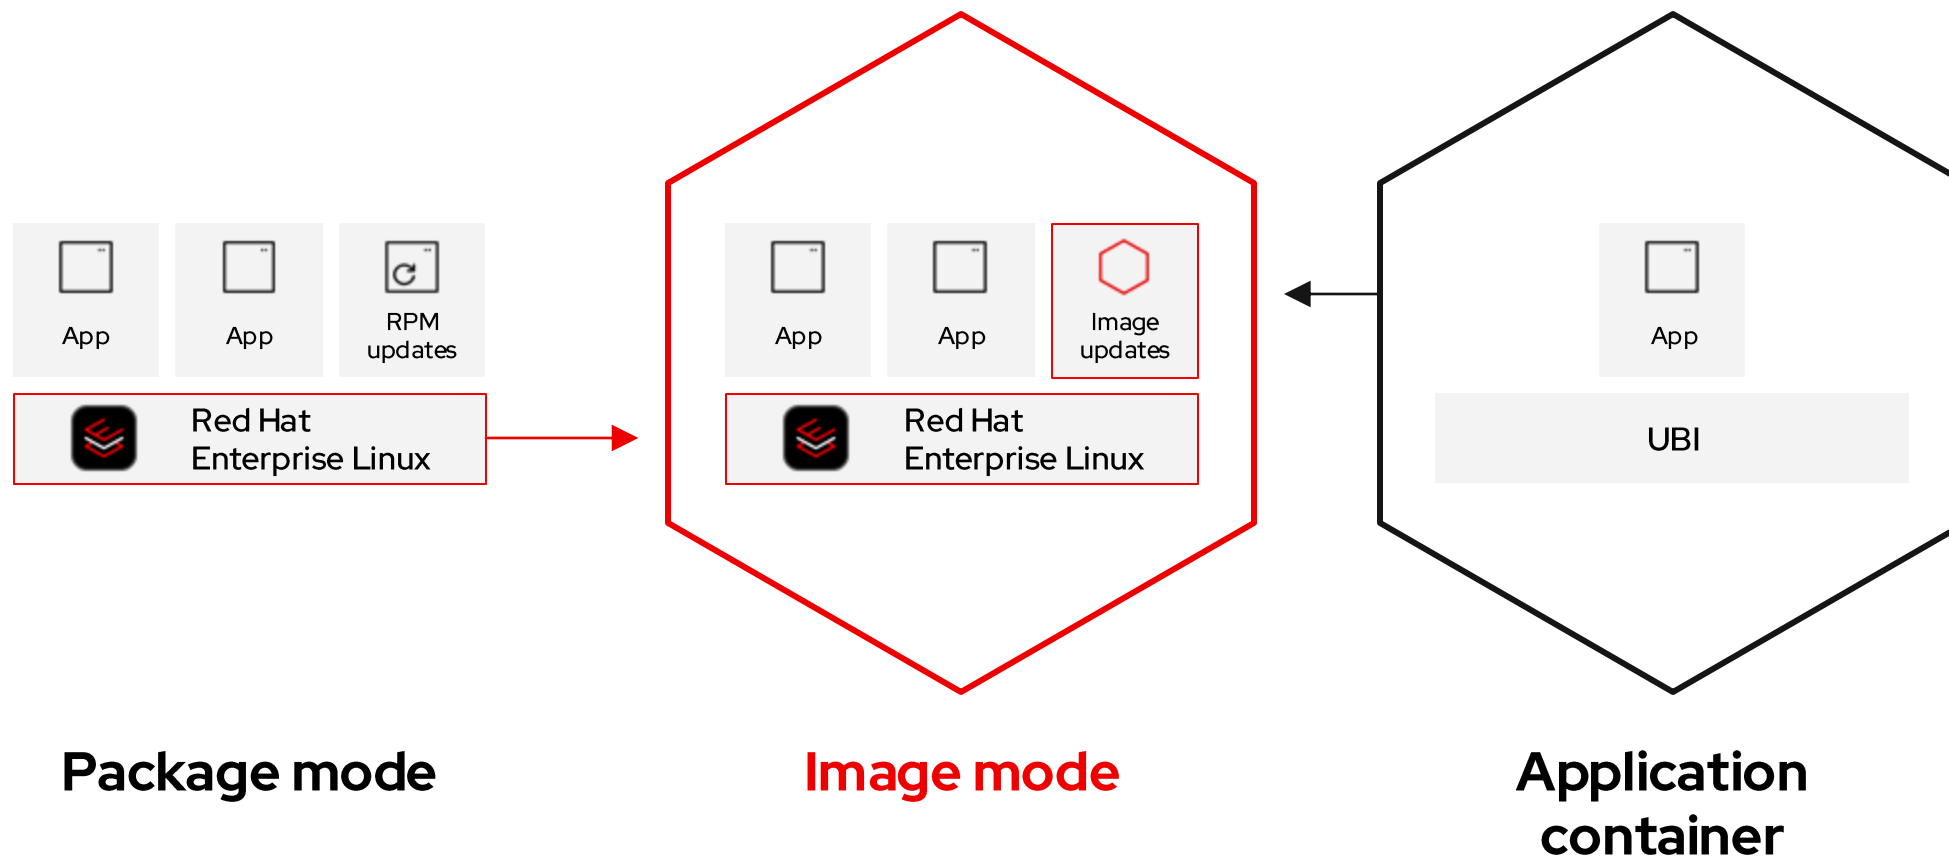 App
App
RPM
updates
Red Hat
Enterprise Linux
Package mode
App
App
Image
updates
Red Hat
Enterprise Linux
Image mode
App
UBI
Application
container